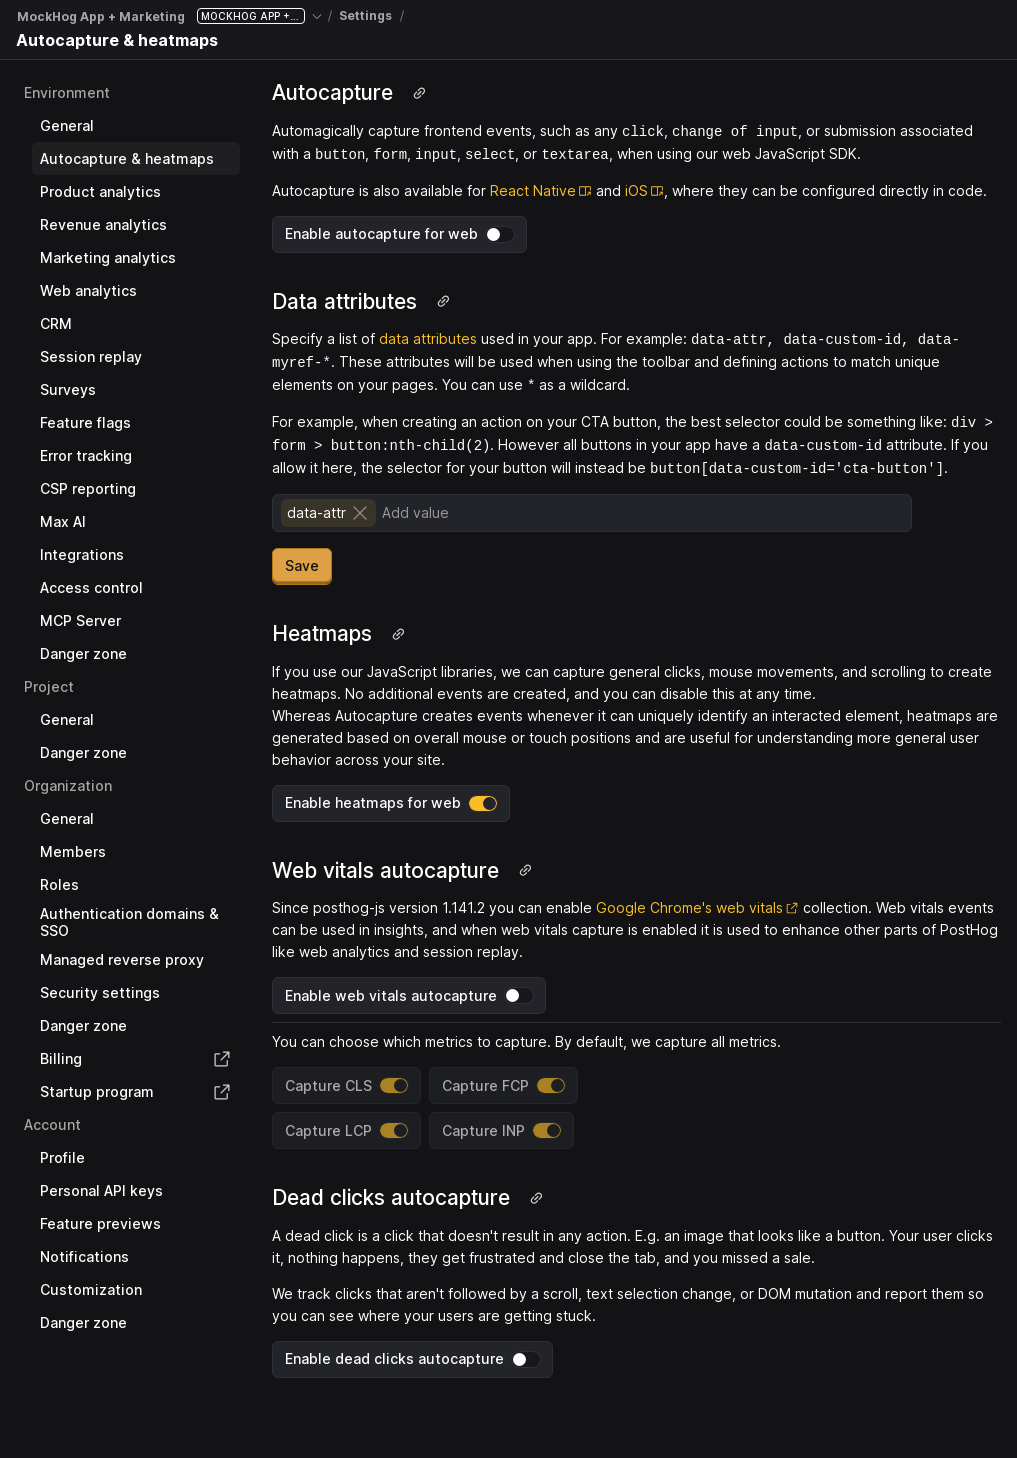 MockHog App + Marketing MOCKHOG APP +... / Settings /
Autocapture & heatmaps
Environment
General
Autocapture & heatmaps
Product analytics
Revenue analytics
Marketing analytics
Web analytics
CRM
Session replay
Surveys
Feature flags
Error tracking
CSP reporting
Max AI
Integrations
Access control
MCP Server
Danger zone
Project
General
Danger zone
Organization
General
Members
Roles
Authentication domains &
SSO
Managed reverse proxy
Security settings
Danger zone
Billing
Startup program
Account
Profile
Personal API keys
Feature previews
Notifications
Customization
Danger zone
Autocapture
Automagically capture frontend events, such as any click, change of input, or submission associated
with a button, form, input, select, or textarea, when using our web JavaScript SDK.
Autocapture is also available for React Native and iOS, where they can be configured directly in code.
Enable autocapture for web
Data attributes
Specify a list of data attributes used in your app. For example: data-attr, data-custom-id, data-
myref-*. These attributes will be used when using the toolbar and defining actions to match unique
elements on your pages. You can use * as a wildcard.
For example, when creating an action on your CTA button, the best selector could be something like: div >
form > button:nth-child(2). However all buttons in your app have a data-custom-id attribute. If you
allow it here, the selector for your button will instead be button[data-custom-id='cta-button'].
data-attr Add value
Save
Heatmaps
If you use our JavaScript libraries, we can capture general clicks, mouse movements, and scrolling to create
heatmaps. No additional events are created, and you can disable this at any time.
Whereas Autocapture creates events whenever it can uniquely identify an interacted element, heatmaps are
generated based on overall mouse or touch positions and are useful for understanding more general user
behavior across your site.
Enable heatmaps for web
Web vitals autocapture
Since posthog-js version 1.141.2 you can enable Google Chrome's web vitals collection. Web vitals events
can be used in insights, and when web vitals capture is enabled it is used to enhance other parts of PostHog
like web analytics and session replay.
Enable web vitals autocapture
You can choose which metrics to capture. By default, we capture all metrics.
Capture CLS Capture FCP
Capture LCP Capture INP
Dead clicks autocapture
A dead click is a click that doesn't result in any action. E.g. an image that looks like a button. Your user clicks
it, nothing happens, they get frustrated and close the tab, and you missed a sale.
We track clicks that aren't followed by a scroll, text selection change, or DOM mutation and report them so
you can see where your users are getting stuck.
Enable dead clicks autocapture